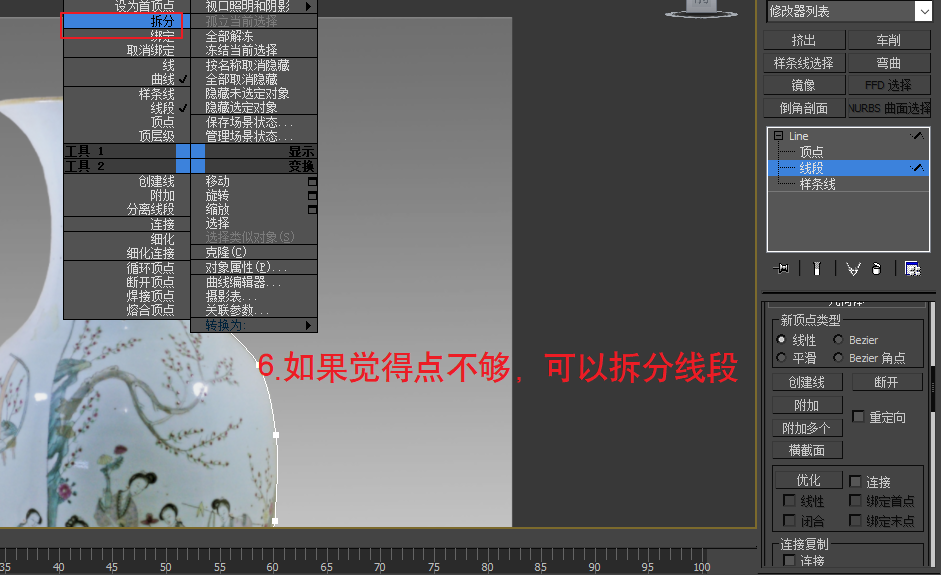 设为首顶点
拆分
绑定
取消绑定
线
曲线
样条线
线段
顶点
顶层级
视口照明和阴影
孤立当前选择
全部解冻
冻结当前选择
按名称取消隐藏
全部取消隐藏
隐藏未选定对象
隐藏选定对象
保存场景状态...
管理场景状态...
工具 1
显示
工具 2
变换
创建线
附加
分离线段
连接
细化
细化连接
循环顶点
断开顶点
焊接顶点
熔合顶点
移动
旋转
缩放
选择
选择类似对象(S)
克隆(C)
对象属性(P)...
曲线编辑器...
摄影表...
关联参数...
转换为:
6.如果觉得点不够，可以拆分线段
修改器列表
挤出
车削
样条线选择
弯曲
镜像
FFD 选择
倒角剖面
NURBS 曲面选择
Line
顶点
线段
样条线
几何体
新顶点类型
线性
Bezier
平滑
Bezier 角点
创建线
断开
附加
重定向
附加多个
横截面
优化
连接
线性
绑定首点
闭合
绑定末点
连接复制
连接
35 40 45 50 55 60 65 70 75 80 85 90 95 100